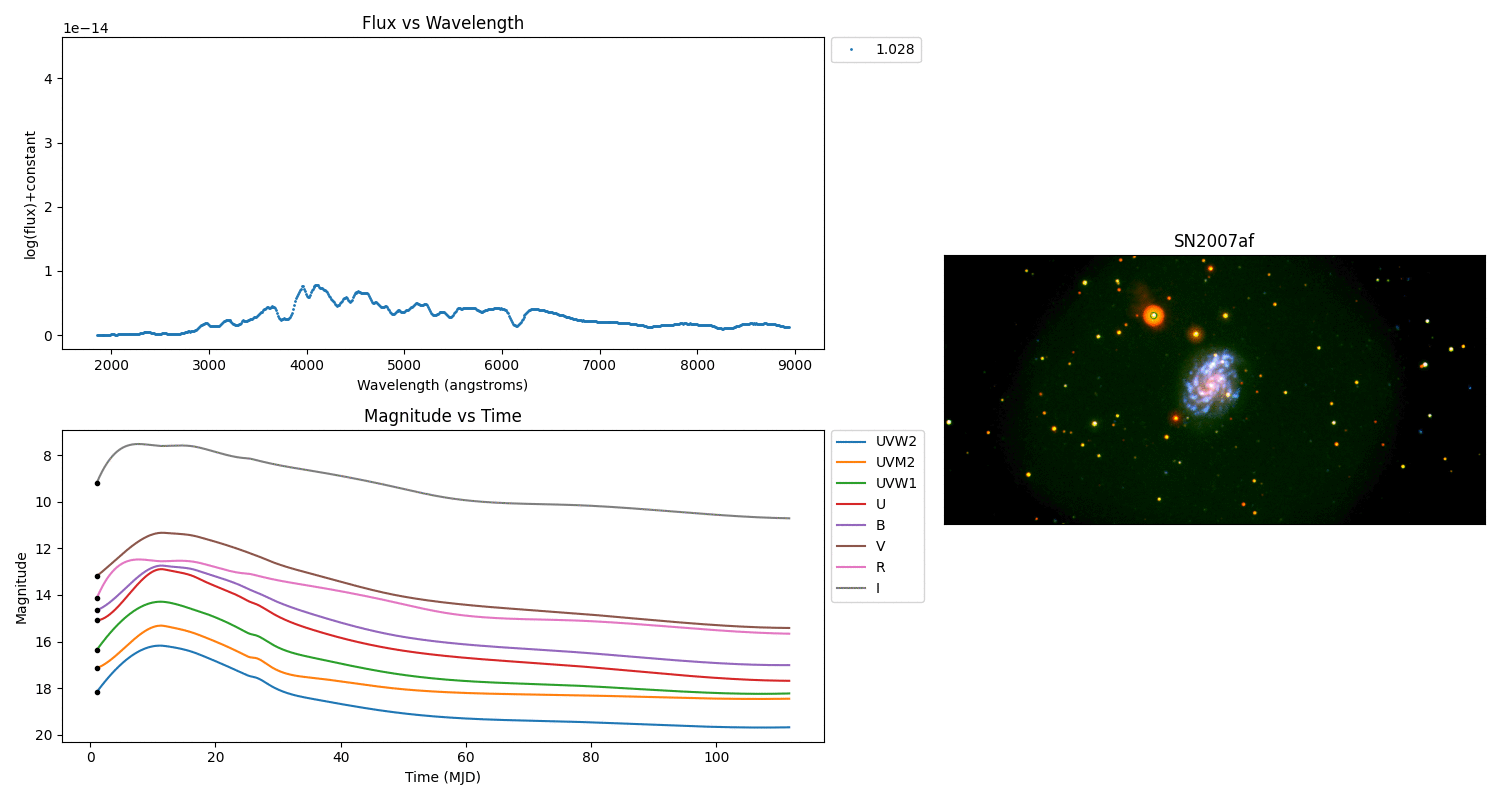 Flux vs Wavelength
1e−14
4
3
2
1
0
log(flux)+constant
2000 3000 4000 5000 6000 7000 8000 9000
Wavelength (angstroms)
1.028
Magnitude vs Time
8
10
12
14
16
18
20
Magnitude
0 20 40 60 80 100
Time (MJD)
UVW2
UVM2
UVW1
U
B
V
R
I
SN2007af